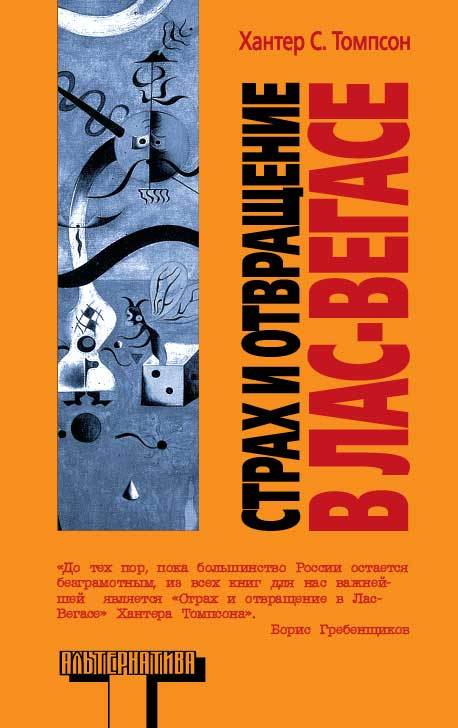 Хантер С. Томпсон
СТРАХ И ОТВРАЩЕНИЕ
В ЛАС-ВЕГАСЕ
«До тех пор, пока большинство России остается
безграмотным, из всех книг для нас важней-
шей является «Страх и отвращение в Лас-
Вегасе» Хантера Томпсона».
Борис Гребенщиков
АЛЬТЕРНАТИВА